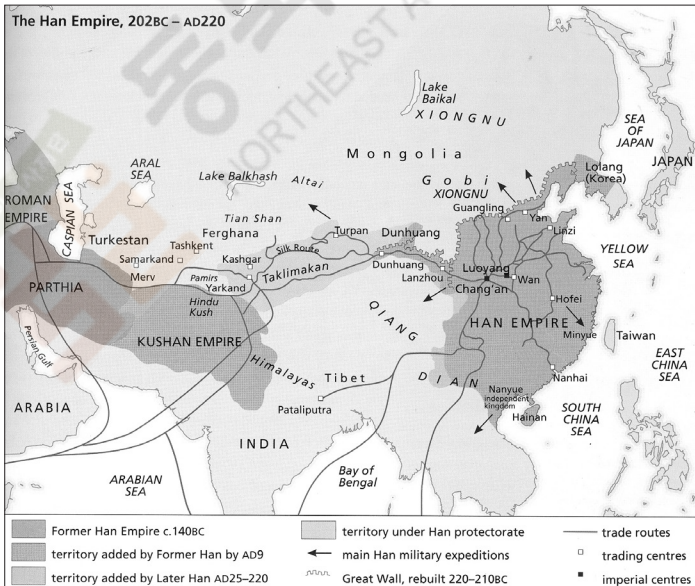 The Han Empire, 202BC – AD220
Lake
Baikal
XIONGNU
SEA
OF
JAPAN
JAPAN
Mongolia
ARAL
SEA
Lake Balkhash
Altai
Gobi
XIONGNU
Lolang
(Korea)
ROMAN
EMPIRE
CASPIAN SEA
Turkestan
Tien Shan
Ferghana
Tashkent
Samarkand
Merv
Kashgar
Pamirs
Yarkand
Hindu
Kush
Silk Route
Turpan
Taklimakan
Dunhuang
Dunhuang
Lanzhou
Guangling
Yan
Linzi
YELLOW
SEA
Luoyang
Wan
Chang'an
Hofei
HAN EMPIRE
Minyue
Taiwan
EAST
CHINA
SEA
PARTHIA
Persian Gulf
KUSHAN EMPIRE
Himalayas
QIANG
Tibet
DIAN
Pataliputra
Nanhai
Nanyue
independent
kingdom
Hainan
SOUTH
CHINA
SEA
ARABIA
INDIA
ARABIAN
SEA
Bay of
Bengal
Former Han Empire c.140BC
territory added by Former Han by AD9
territory added by Later Han AD25–220
territory under Han protectorate
main Han military expeditions
Great Wall, rebuilt 220–210BC
trade routes
trading centres
imperial centres
NORTHEAST A